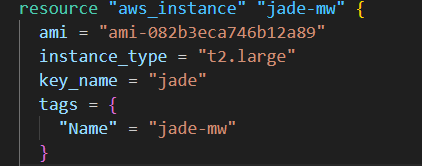 resource "aws_instance" "jade-mw" {
  ami = "ami-082b3eca746b12a89"
  instance_type = "t2.large"
  key_name = "jade"
  tags = {
    "Name" = "jade-mw"
  }